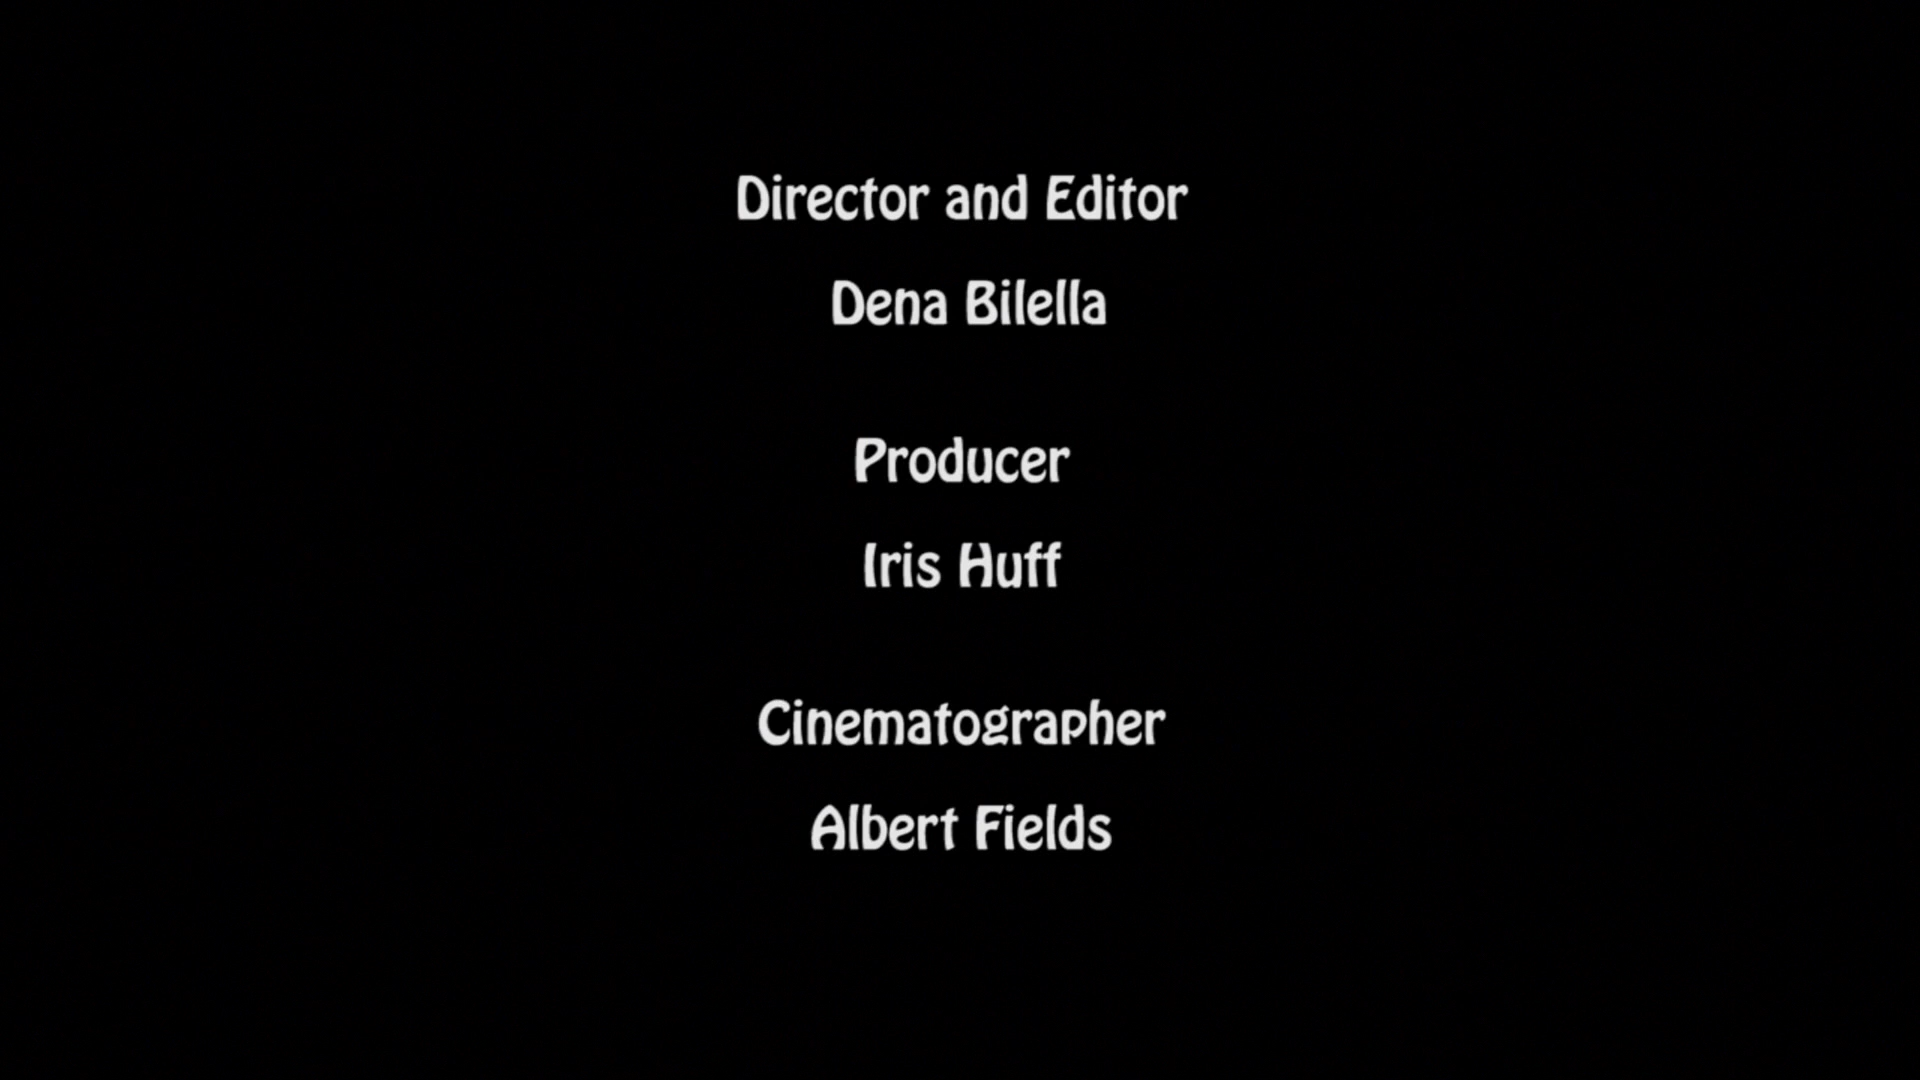 Director and Editor
Dena Bilella
Producer
Iris Huff
Cinematographer
Albert Fields